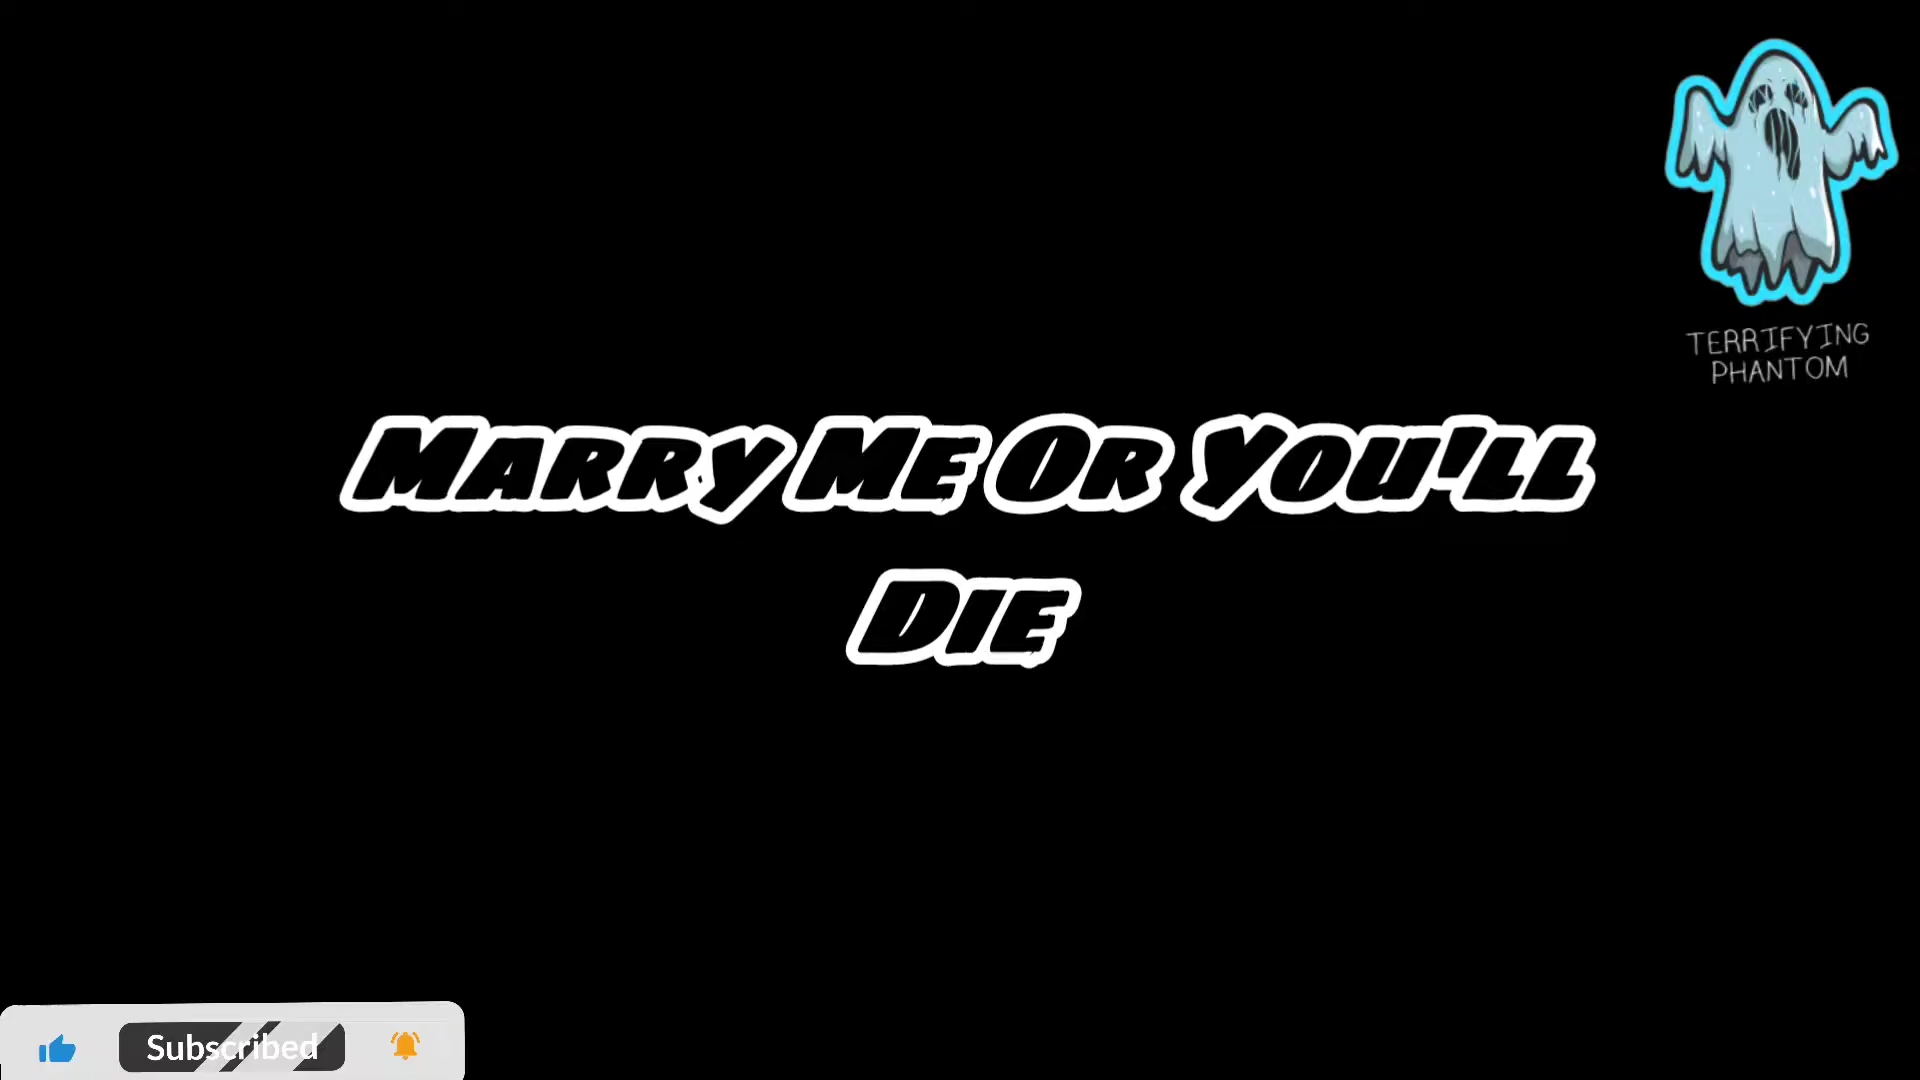 TERRIFYING
PHANTOM
Marry Me Or You'll
Die
Subscribed